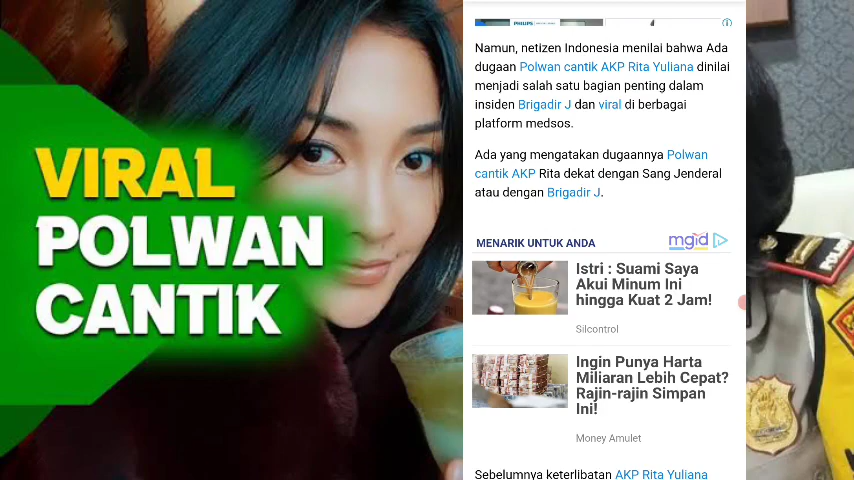 VIRAL
POLWAN
CANTIK
PHILIPS
Namun, netizen Indonesia menilai bahwa Ada
dugaan Polwan cantik AKP Rita Yuliana dinilai
menjadi salah satu bagian penting dalam
insiden Brigadir J dan viral di berbagai
platform medsos.
Ada yang mengatakan dugaannya Polwan
cantik AKP Rita dekat dengan Sang Jenderal
atau dengan Brigadir J.
MENARIK UNTUK ANDA
mgid
Istri : Suami Saya
Akui Minum Ini
hingga Kuat 2 Jam!
Silcontrol
Ingin Punya Harta
Miliaran Lebih Cepat?
Rajin-rajin Simpan
Ini!
Money Amulet
Sebelumnya keterlibatan AKP Rita Yuliana